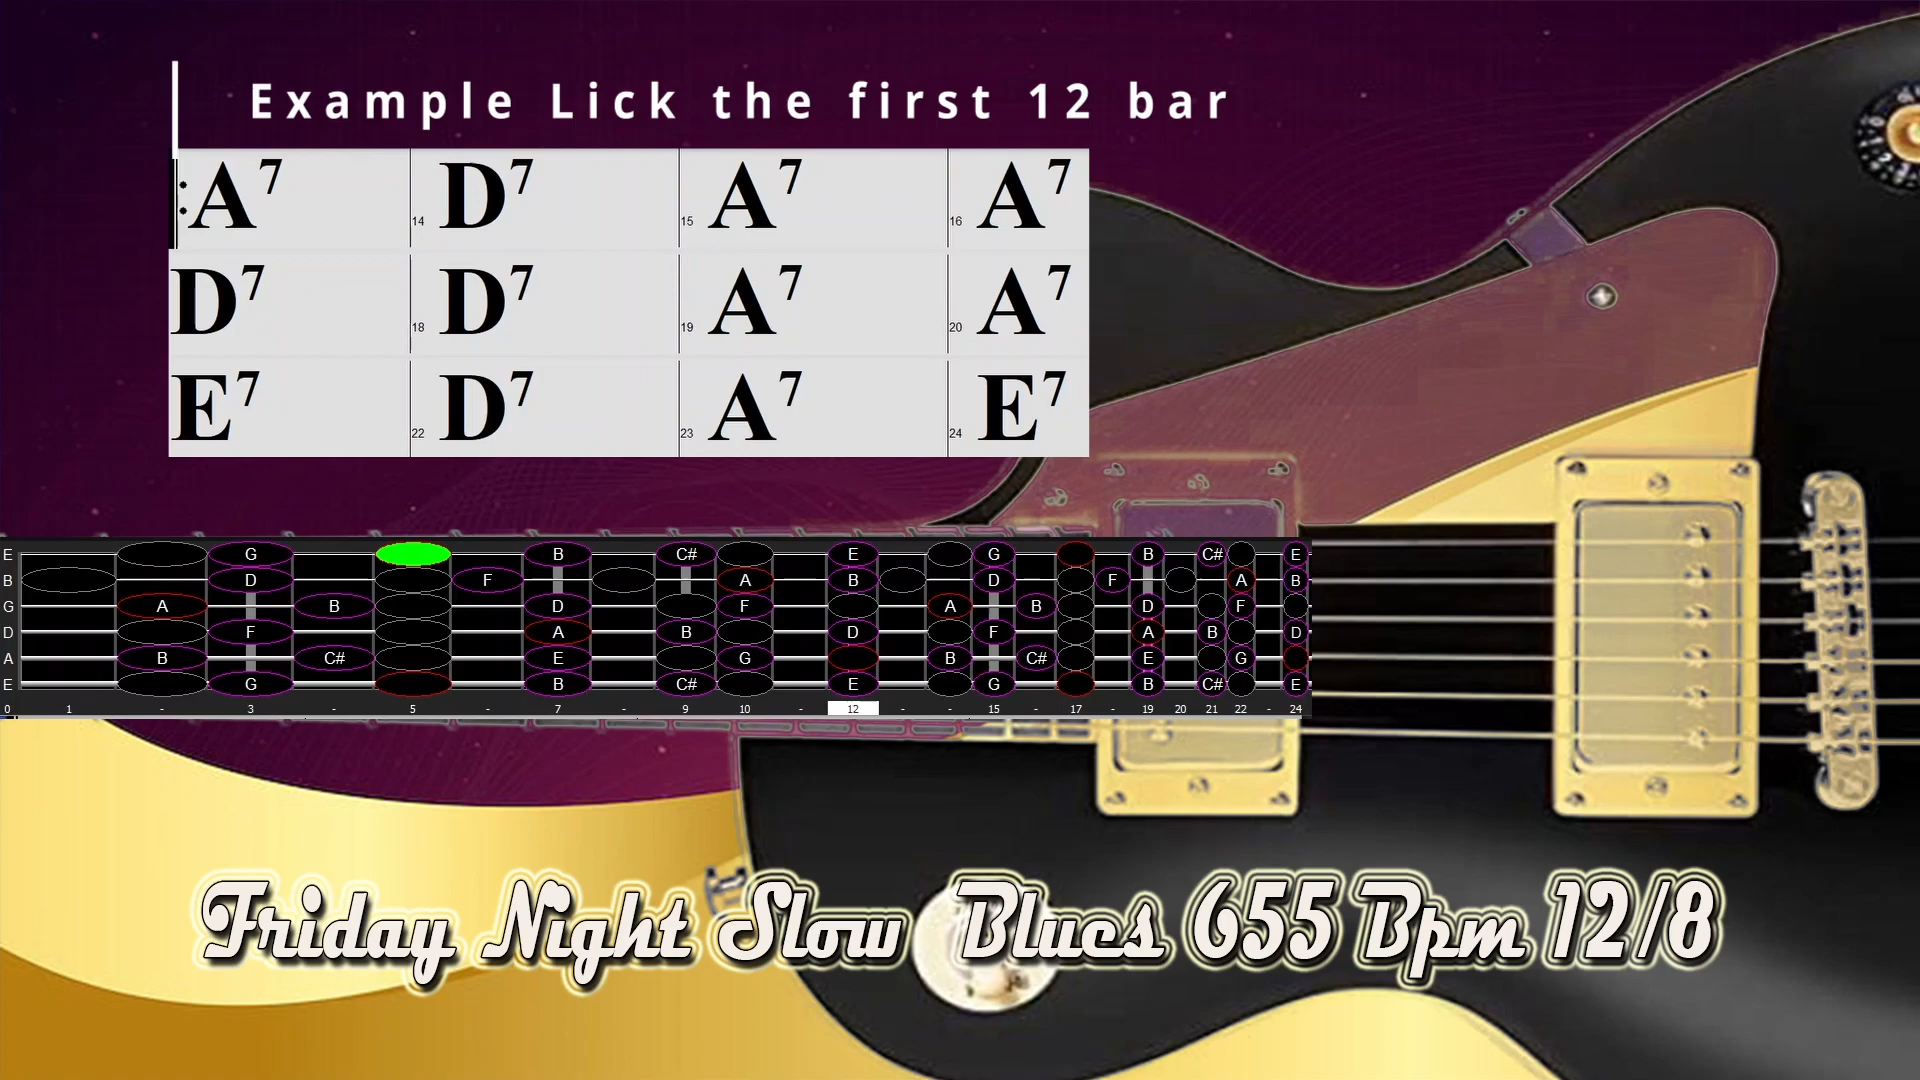 Example Lick the first 12 bar
:A7 14 D7 15 A7 16 A7
D7 18 D7 19 A7 20 A7
E7 22 D7 23 A7 24 E7
E G B C# E G B C# E
B D F A B D F A B
G A B D F A B D F
D F A B D F A B D
A B C# E G B C# E G
E G B C# E G B C# E
0 1 - 3 - 5 - 7 - 9 10 - 12 - - 15 - 17 - 19 20 21 22 - 24
Friday Night Slow Blues 655 Bpm 12/8